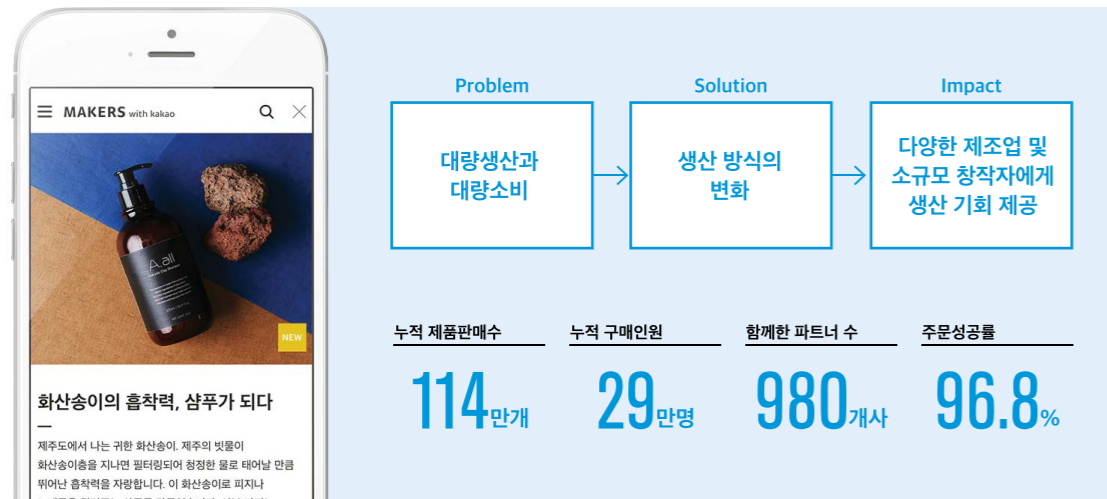 MAKERS with kakao
NEW
A.all
화산송이의 흡착력, 샴푸가 되다
제주도에서 나는 귀한 화산송이. 제주의 빗물이
화산송이층을 지나면 필터링되어 청정한 물로 태어날 만큼
뛰어난 흡착력을 자랑합니다. 이 화산송이로 피지나
Problem
Solution
Impact
대량생산과
대량소비
생산 방식의
변화
다양한 제조업 및
소규모 창작자에게
생산 기회 제공
누적 제품판매수
114만개
누적 구매인원
29만명
함께한 파트너 수
980개사
주문성공률
96.8%